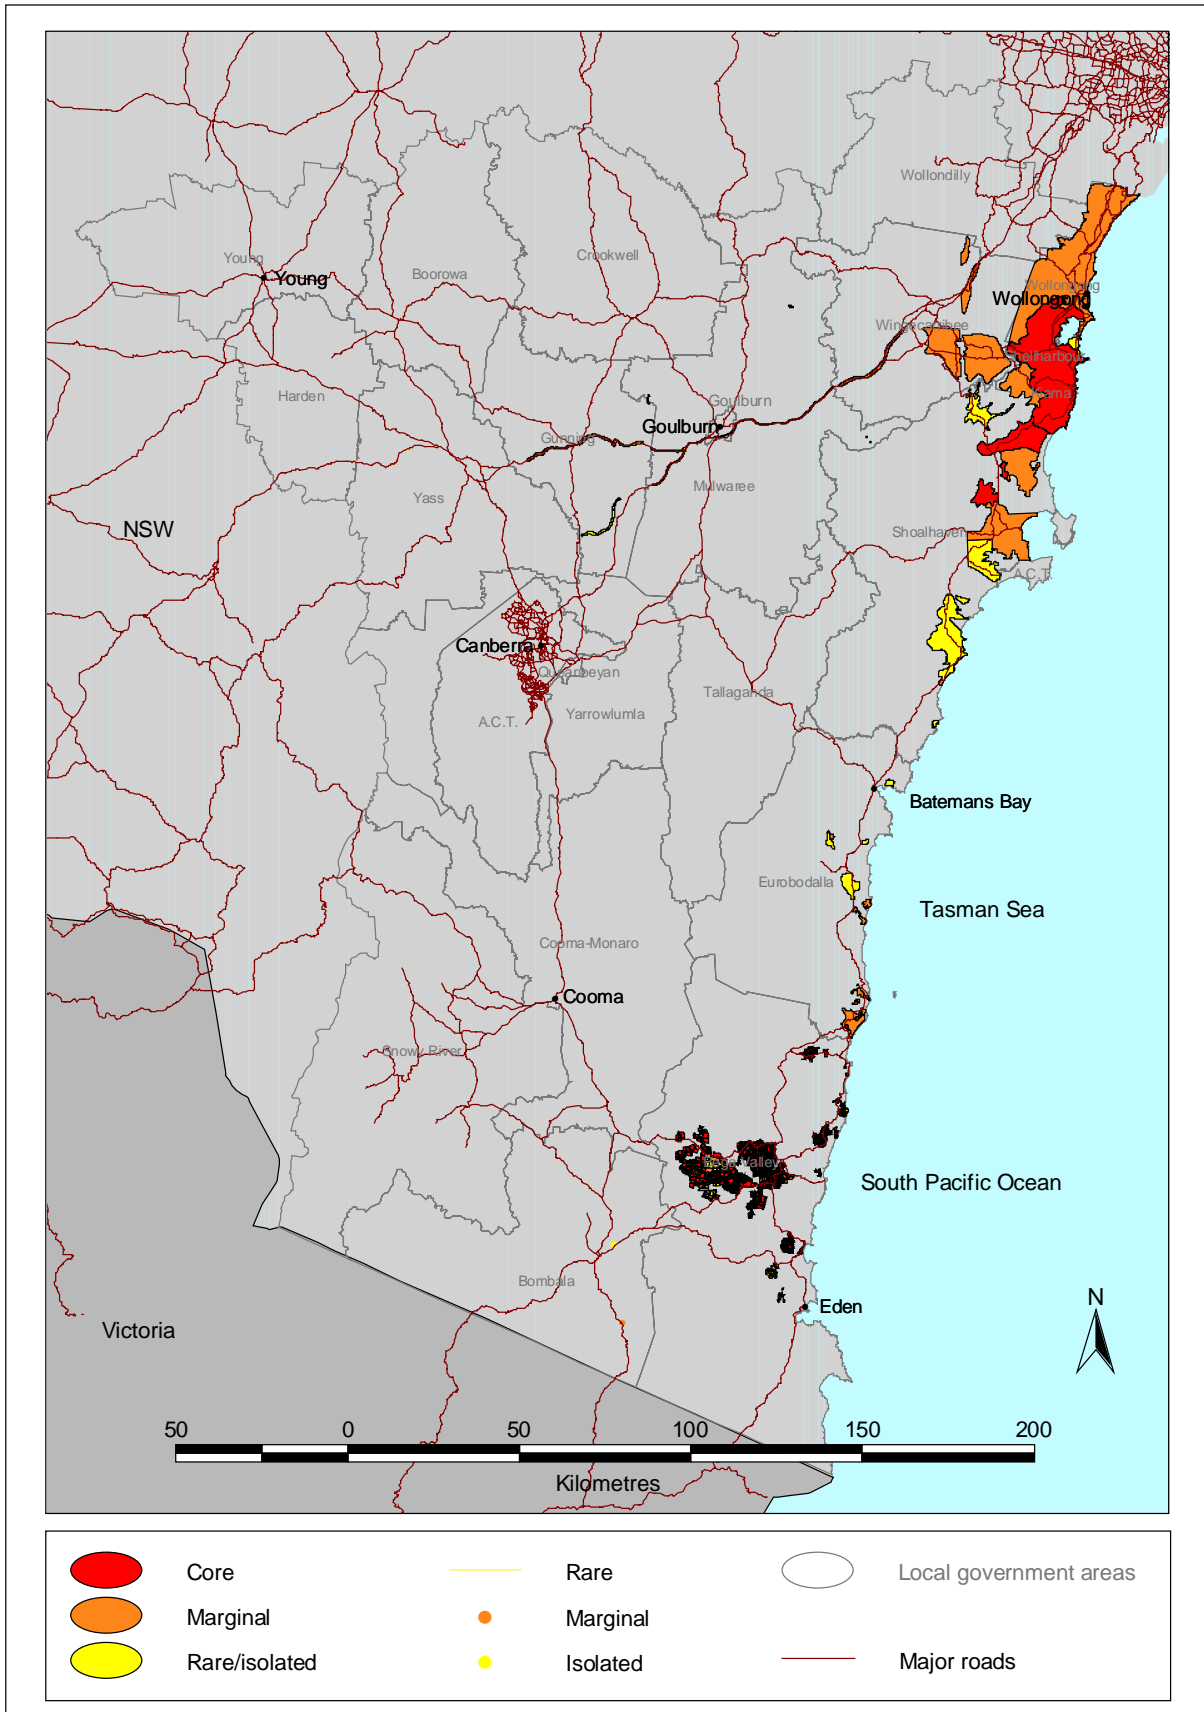 Wollondilly
Young
Young
Boorowa
Crookwell
Wollongong
Wollongong
Wingecarribee
Shellharbour
Kiama
Harden
Goulburn
Goulburn
Gunning
Mulwaree
Yass
NSW
Shoalhaven
A.C.T.
Canberra
Queanbeyan
Tallaganda
A.C.T.
Yarrowlumla
Batemans Bay
Eurobodalla
Tasman Sea
Cooma-Monaro
Cooma
Snowy River
Bega Valley
South Pacific Ocean
Bombala
Eden
N
Victoria
50 0 50 100 150 200
Kilometres
Core Rare Local government areas
Marginal Marginal
Rare/isolated Isolated Major roads